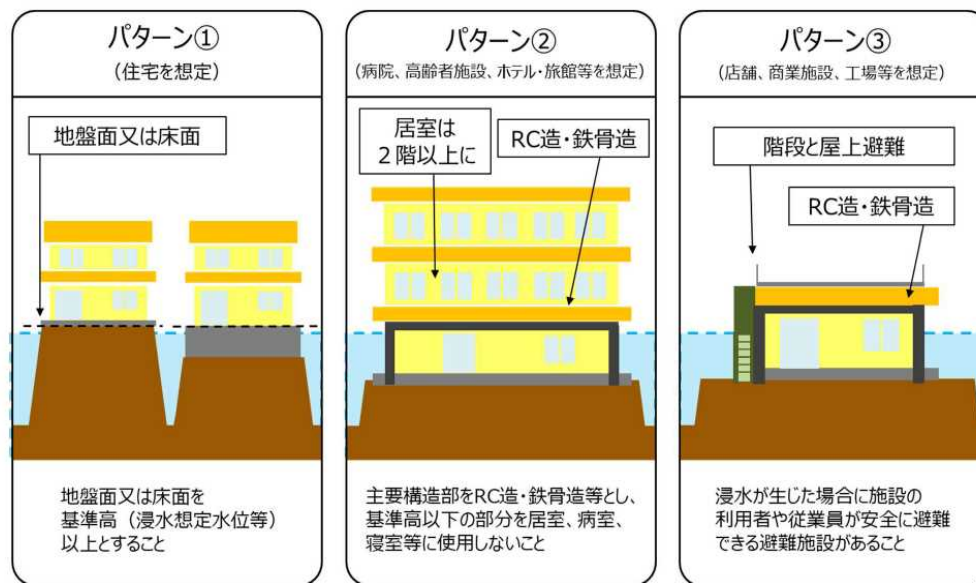 パターン①
(住宅を想定)
地盤面又は床面
地盤面又は床面を
基準高(浸水想定水位等)
以上とすること
パターン②
(病院、高齢者施設、ホテル・旅館等を想定)
居室は
2階以上に
RC造・鉄骨造
主要構造部をRC造・鉄骨造等とし、
基準高以下の部分を居室、病室、
寝室等に使用しないこと
パターン③
(店舗、商業施設、工場等を想定)
階段と屋上避難
RC造・鉄骨造
浸水が生じた場合に施設の
利用者や従業員が安全に避難
できる避難施設があること